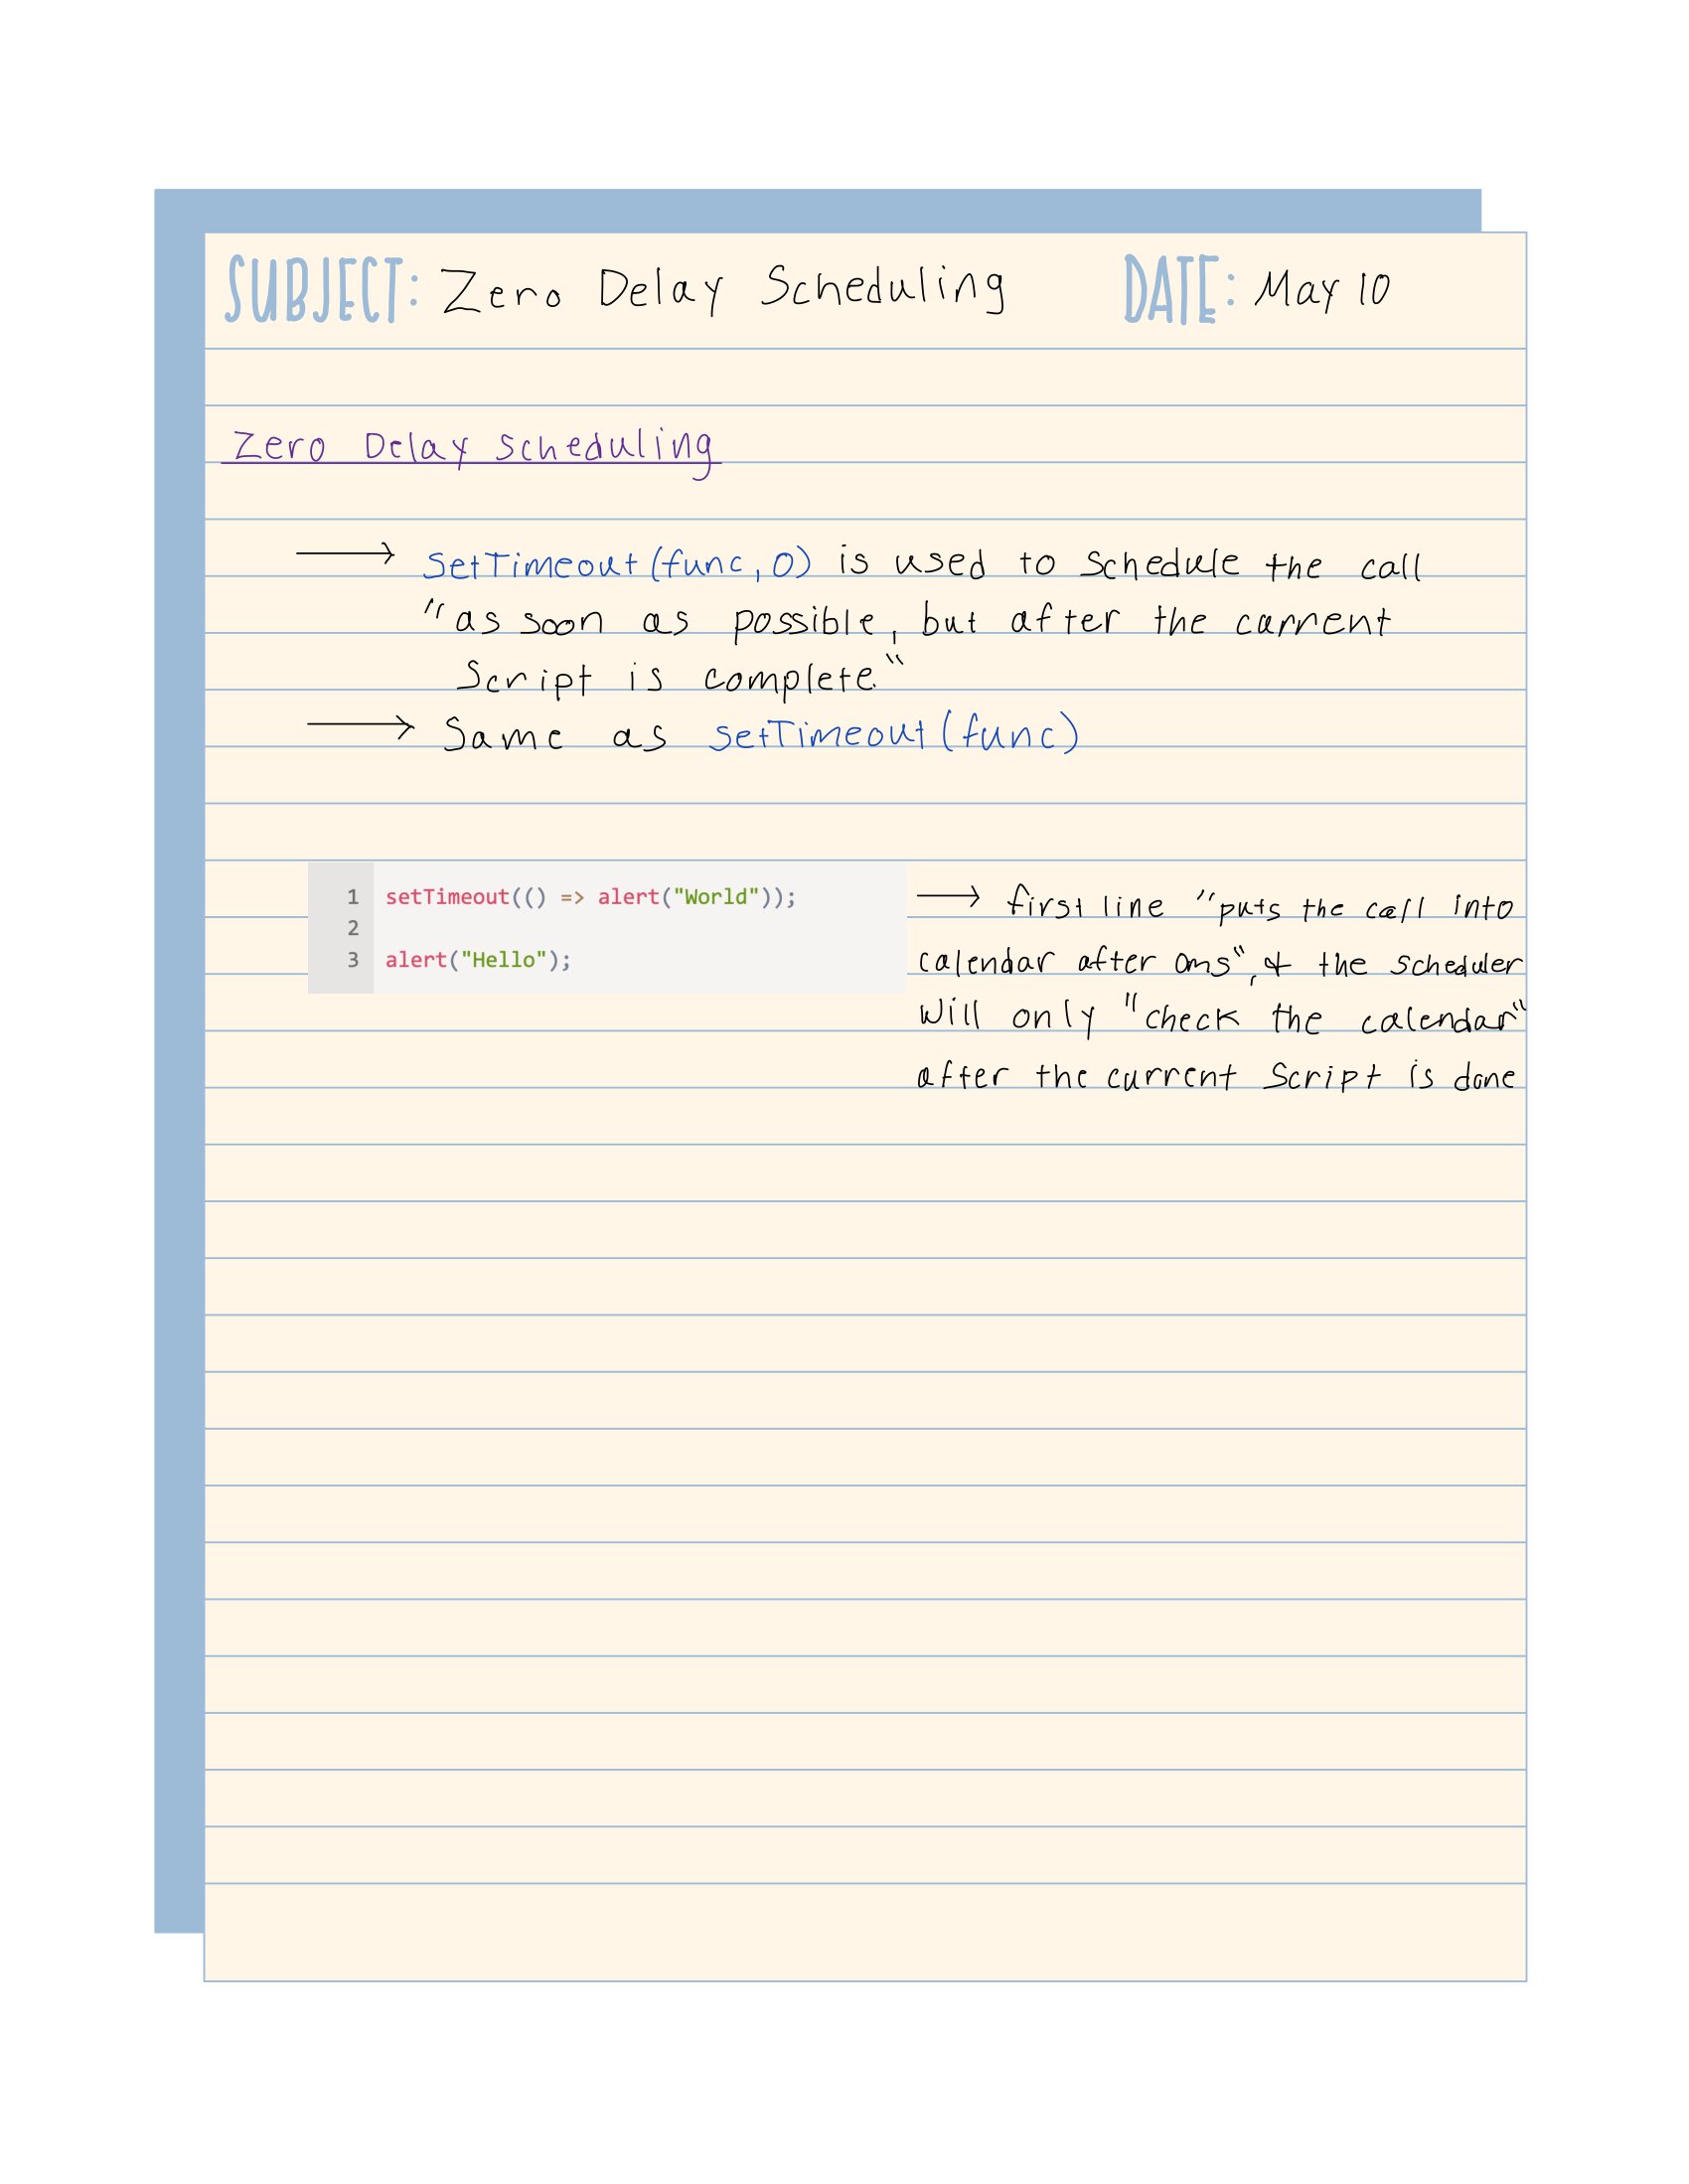 SUBJECT: Zero Delay Scheduling DATE: May 10
Zero Delay Scheduling
→ setTimeout(func, 0) is used to schedule the call
"as soon as possible, but after the current
Script is complete."
→ Same as setTimeout(func)
1 setTimeout(() => alert("World"));
2
3 alert("Hello");
→ first line "puts the call into
calendar after 0ms", & the scheduler
will only "check the calendar"
after the current Script is done